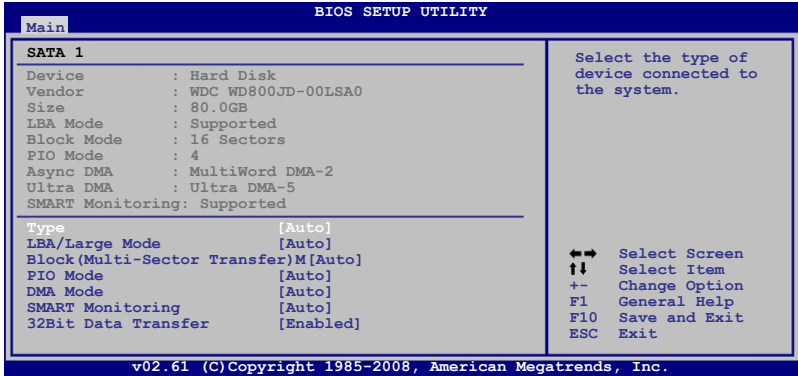 BIOS SETUP UTILITY
Main
SATA 1
Device : Hard Disk
Vendor : WDC WD800JD-00LSA0
Size : 80.0GB
LBA Mode : Supported
Block Mode : 16 Sectors
PIO Mode : 4
Async DMA : MultiWord DMA-2
Ultra DMA : Ultra DMA-5
SMART Monitoring: Supported
Type [Auto]
LBA/Large Mode [Auto]
Block(Multi-Sector Transfer)M[Auto]
PIO Mode [Auto]
DMA Mode [Auto]
SMART Monitoring [Auto]
32Bit Data Transfer [Enabled]
Select the type of
device connected to
the system.
←→ Select Screen
↑↓ Select Item
+- Change Option
F1 General Help
F10 Save and Exit
ESC Exit
v02.61 (C)Copyright 1985-2008, American Megatrends, Inc.